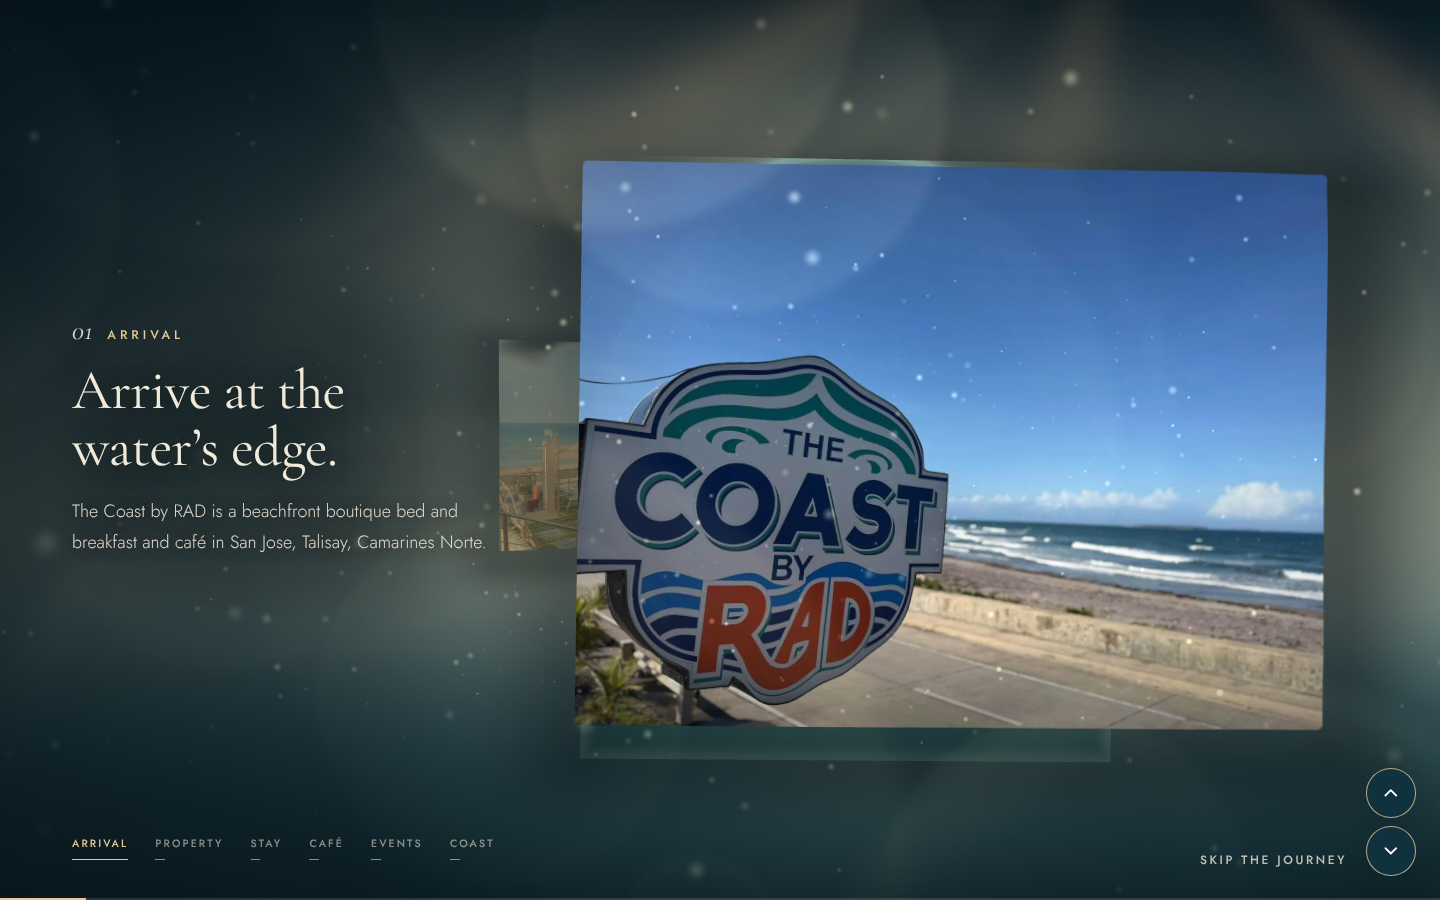 01 ARRIVAL
Arrive at the
water’s edge.
The Coast by RAD is a beachfront boutique bed and
breakfast and café in San Jose, Talisay, Camarines Norte.
THE
COAST
BY
RAD
ARRIVAL PROPERTY STAY CAFÉ EVENTS COAST
SKIP THE JOURNEY